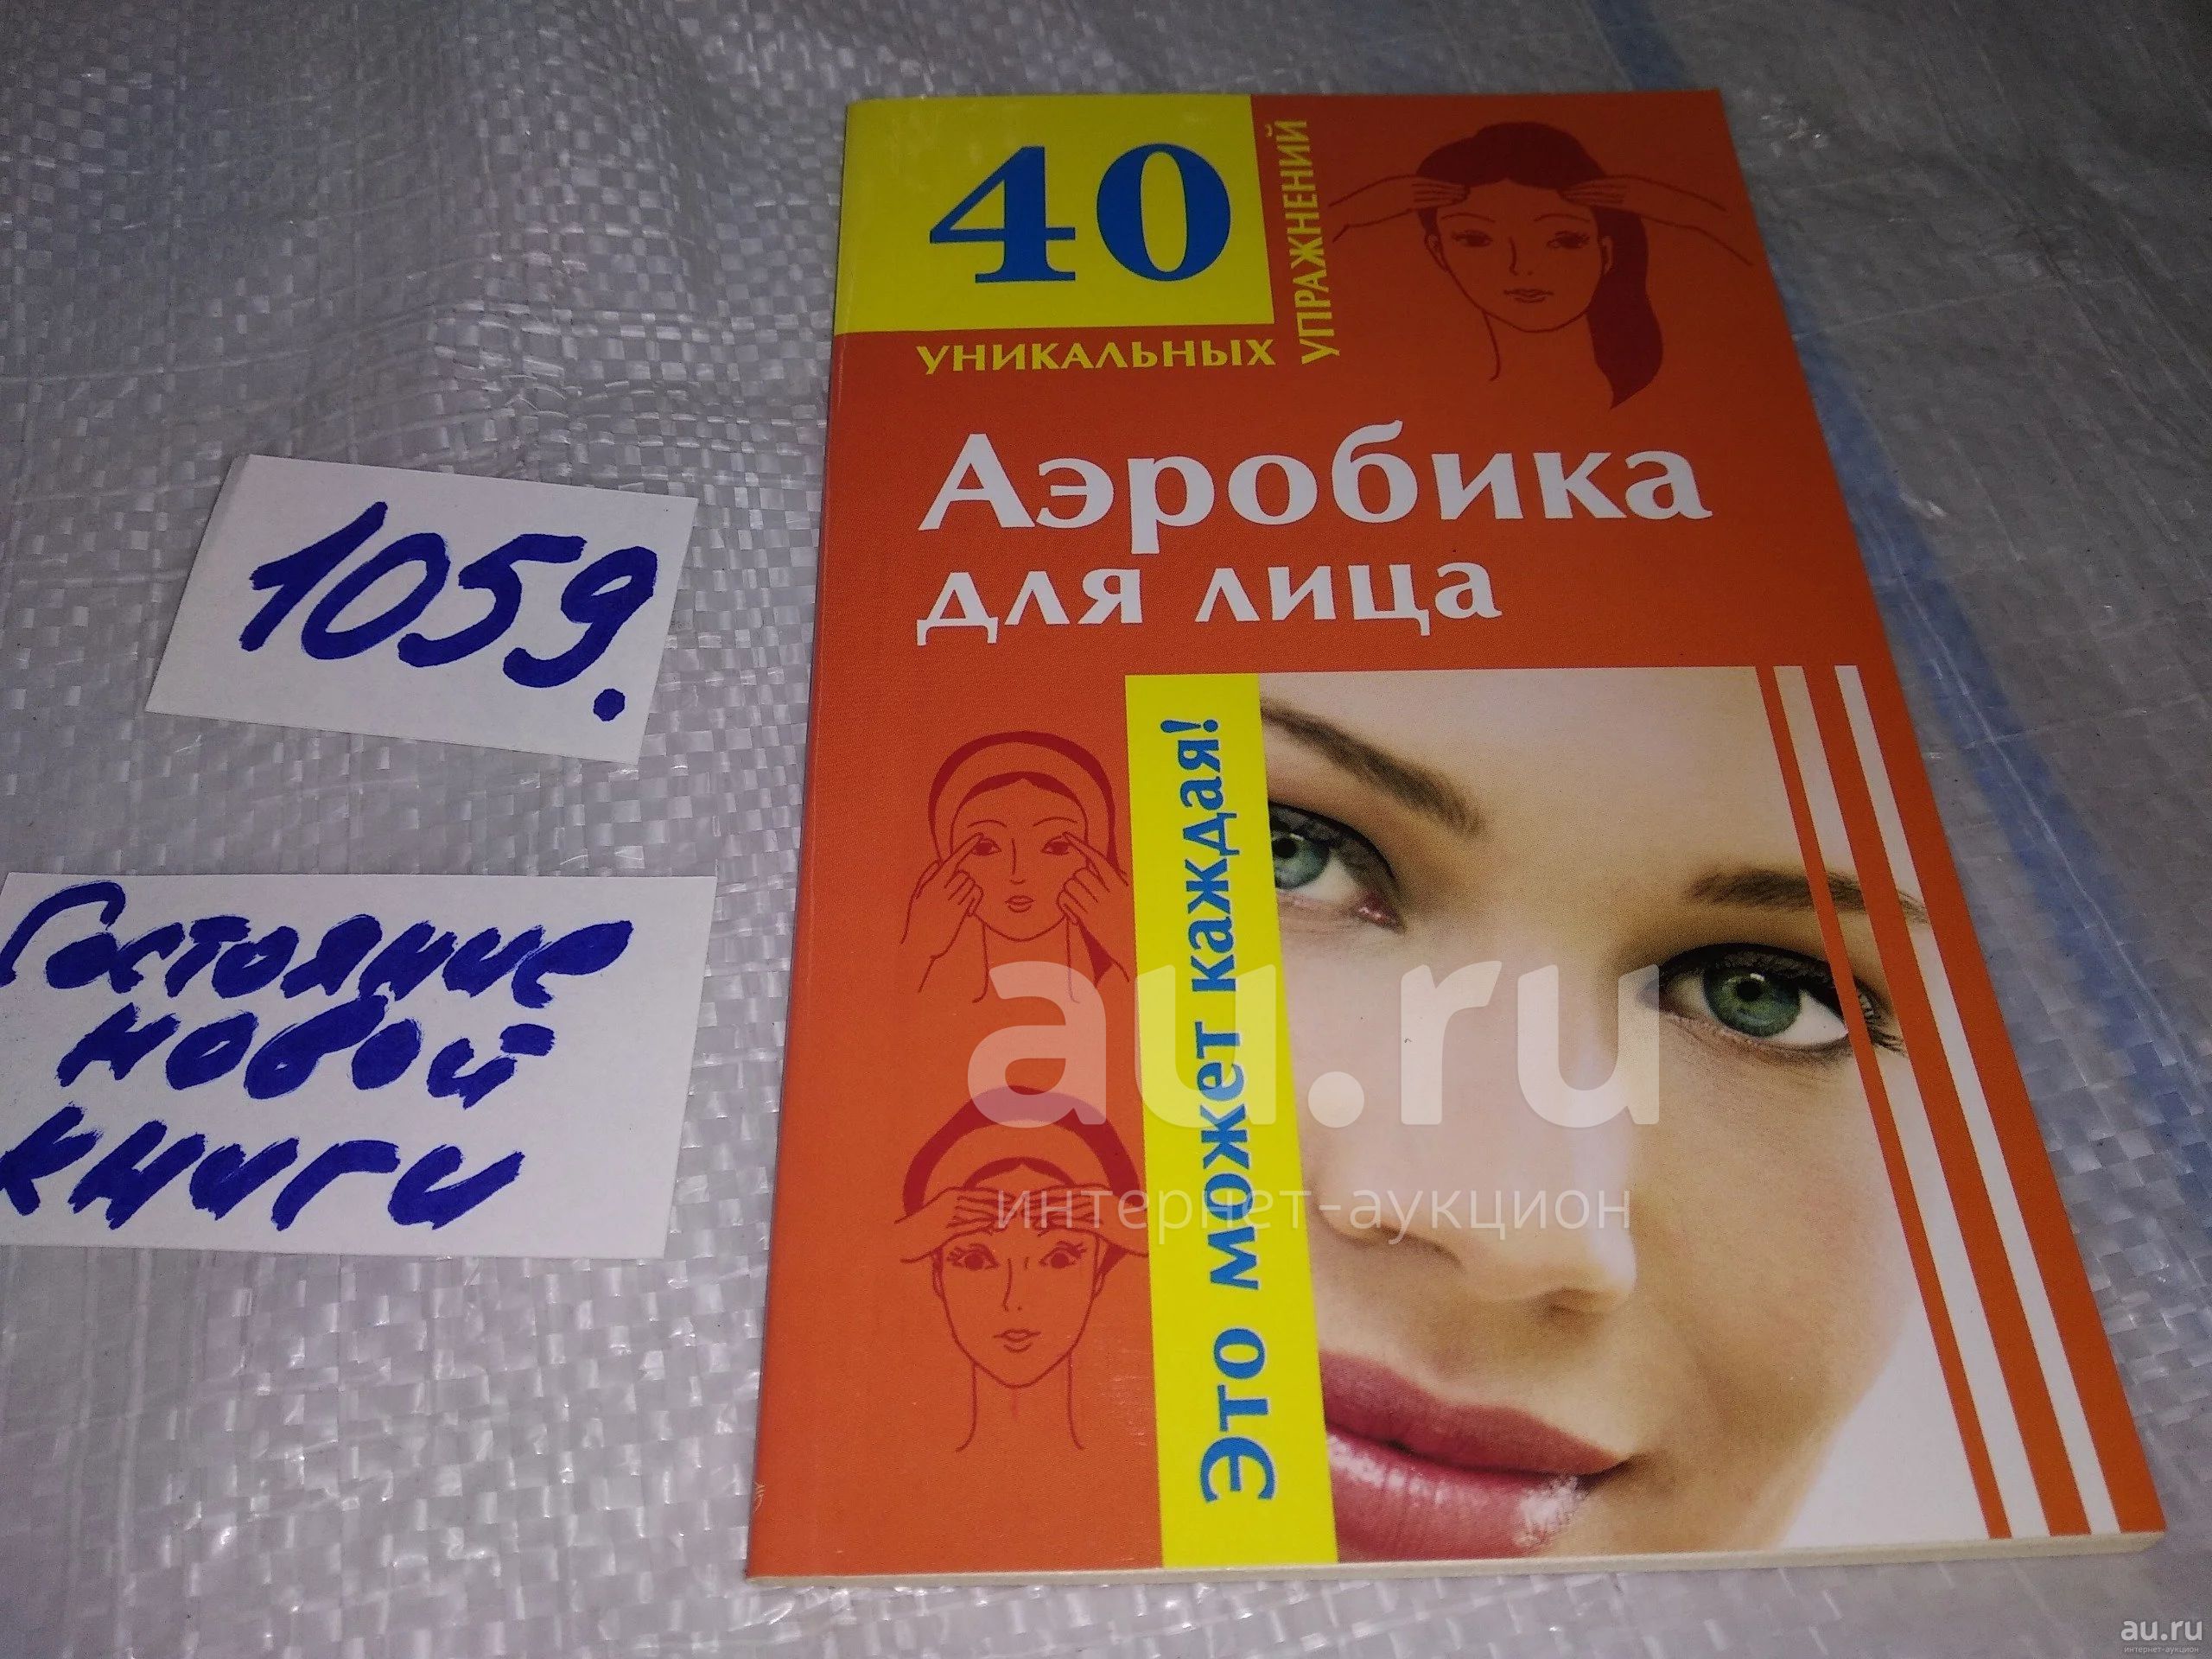 1059.
Состояние
новой
книги
40
УНИКАЛЬНЫХ
УПРАЖНЕНИЙ
Аэробика
для лица
Это может каждая!
au.ru
интернет-аукцион
au.ru
интернет-аукцион